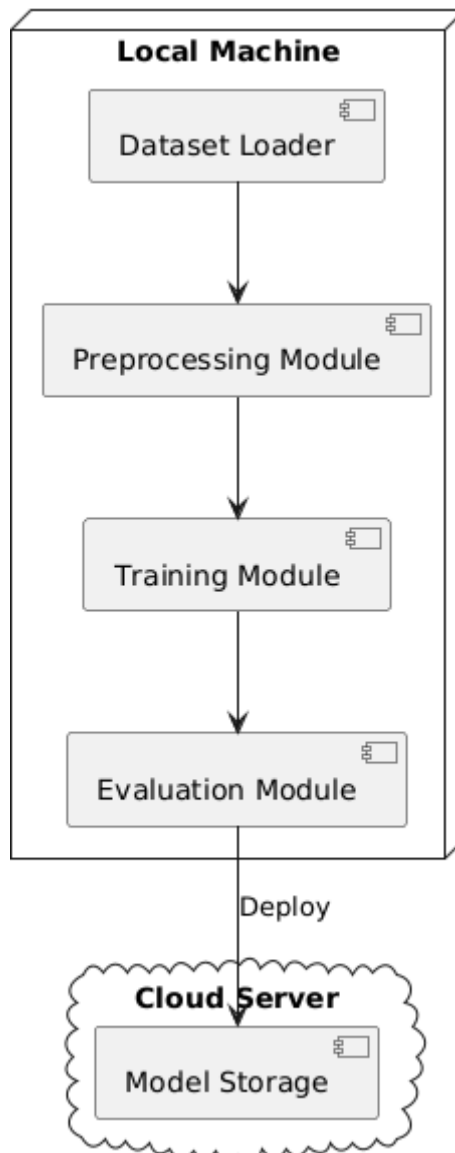 Local Machine
Dataset Loader
Preprocessing Module
Training Module
Evaluation Module
Deploy
Cloud Server
Model Storage